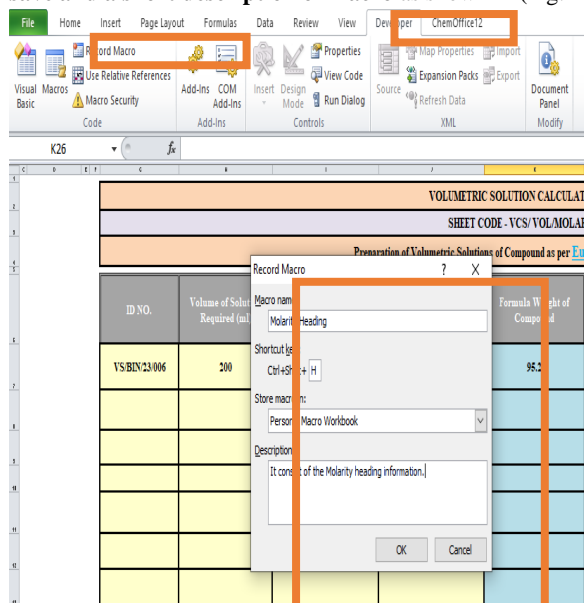 File Home Insert Page Layout Formulas Data Review View Developer ChemOffice12
Record Macro
Use Relative References
Macro Security
Visual Basic
Macros
Code
Add-Ins
COM Add-Ins
Add-Ins
Insert
Design Mode
Properties
View Code
Run Dialog
Controls
Source
Map Properties
Expansion Packs
Refresh Data
Import
Export
XML
Document Panel
Modify
K26
fx
VOLUMETRIC SOLUTION CALCULAT
SHEET CODE - VCS/ VOL/MOLAR
Preparation of Volumetric Solutions of Compound as per Eu
ID NO.
Volume of Solut
Required (ml)
Formula Weight of
Compound
VS/BIN/23/006 200 95.2
Record Macro ? X
Macro name:
Molarity Heading
Shortcut key:
Ctrl+Shift+ H
Store macro in:
Personal Macro Workbook
Description:
It consist of the Molarity heading information.
OK Cancel